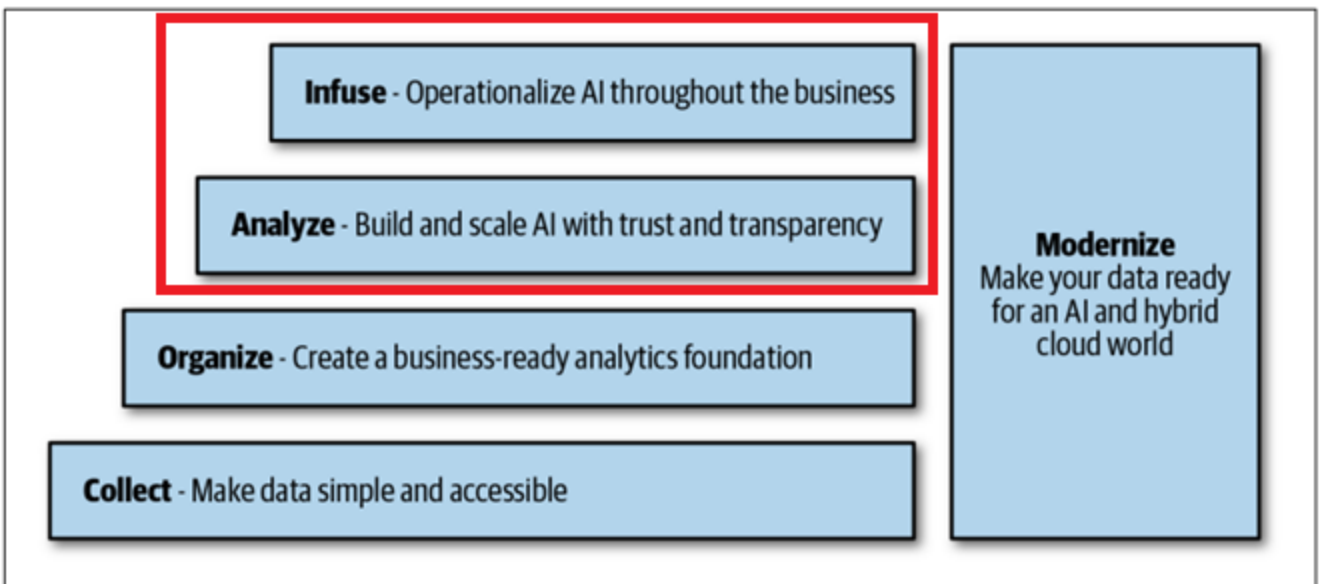 Infuse - Operationalize AI throughout the business
Analyze - Build and scale AI with trust and transparency
Organize - Create a business-ready analytics foundation
Collect - Make data simple and accessible
Modernize
Make your data ready
for an AI and hybrid
cloud world